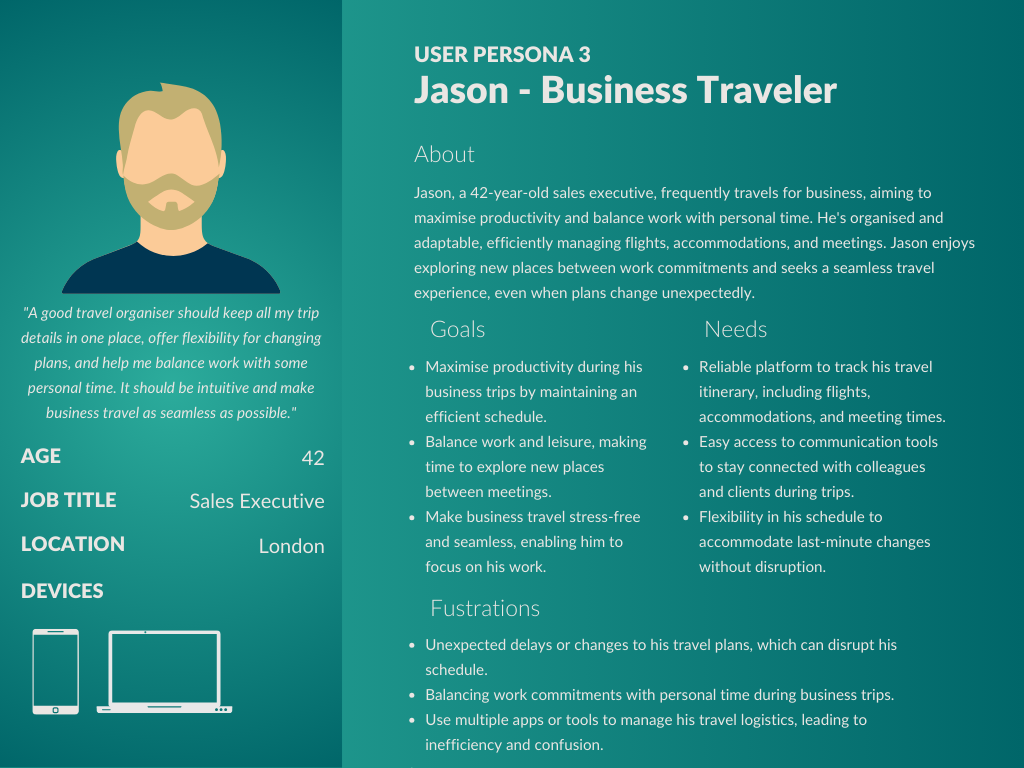 USER PERSONA 3
Jason - Business Traveler
About
Jason, a 42-year-old sales executive, frequently travels for business, aiming to
maximise productivity and balance work with personal time. He's organised and
adaptable, efficiently managing flights, accommodations, and meetings. Jason enjoys
exploring new places between work commitments and seeks a seamless travel
experience, even when plans change unexpectedly.
"A good travel organiser should keep all my trip
details in one place, offer flexibility for changing
plans, and help me balance work with some
personal time. It should be intuitive and make
business travel as seamless as possible."
AGE 42
JOB TITLE Sales Executive
LOCATION London
DEVICES
Goals
• Maximise productivity during his
business trips by maintaining an
efficient schedule.
• Balance work and leisure, making
time to explore new places
between meetings.
• Make business travel stress-free
and seamless, enabling him to
focus on his work.
Needs
• Reliable platform to track his travel
itinerary, including flights,
accommodations, and meeting times.
• Easy access to communication tools
to stay connected with colleagues
and clients during trips.
• Flexibility in his schedule to
accommodate last-minute changes
without disruption.
Fustrations
• Unexpected delays or changes to his travel plans, which can disrupt his
schedule.
• Balancing work commitments with personal time during business trips.
• Use multiple apps or tools to manage his travel logistics, leading to
inefficiency and confusion.